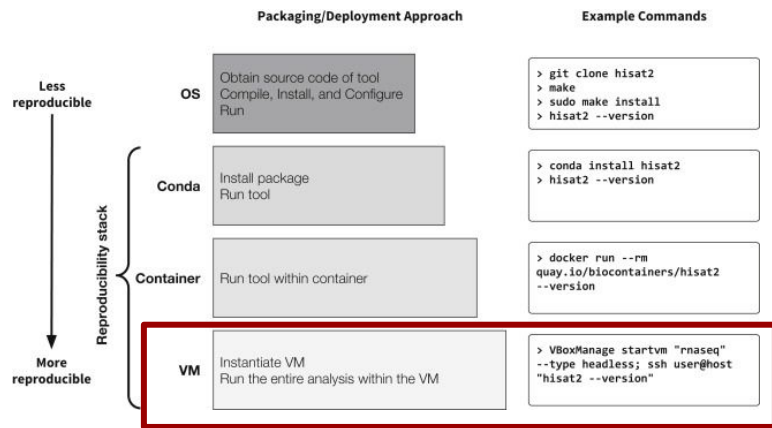 Packaging/Deployment Approach
Example Commands
Less
reproducible
OS
Obtain source code of tool
Compile, Install, and Configure
Run
> git clone hisat2
> make
> sudo make install
> hisat2 --version
Reproducibility stack
Conda
Install package
Run tool
> conda install hisat2
> hisat2 --version
Container
Run tool within container
> docker run --rm
quay.io/biocontainers/hisat2
--version
More
reproducible
VM
Instantiate VM
Run the entire analysis within the VM
> VBoxManage startvm "rnaseq"
--type headless; ssh user@host
"hisat2 --version"